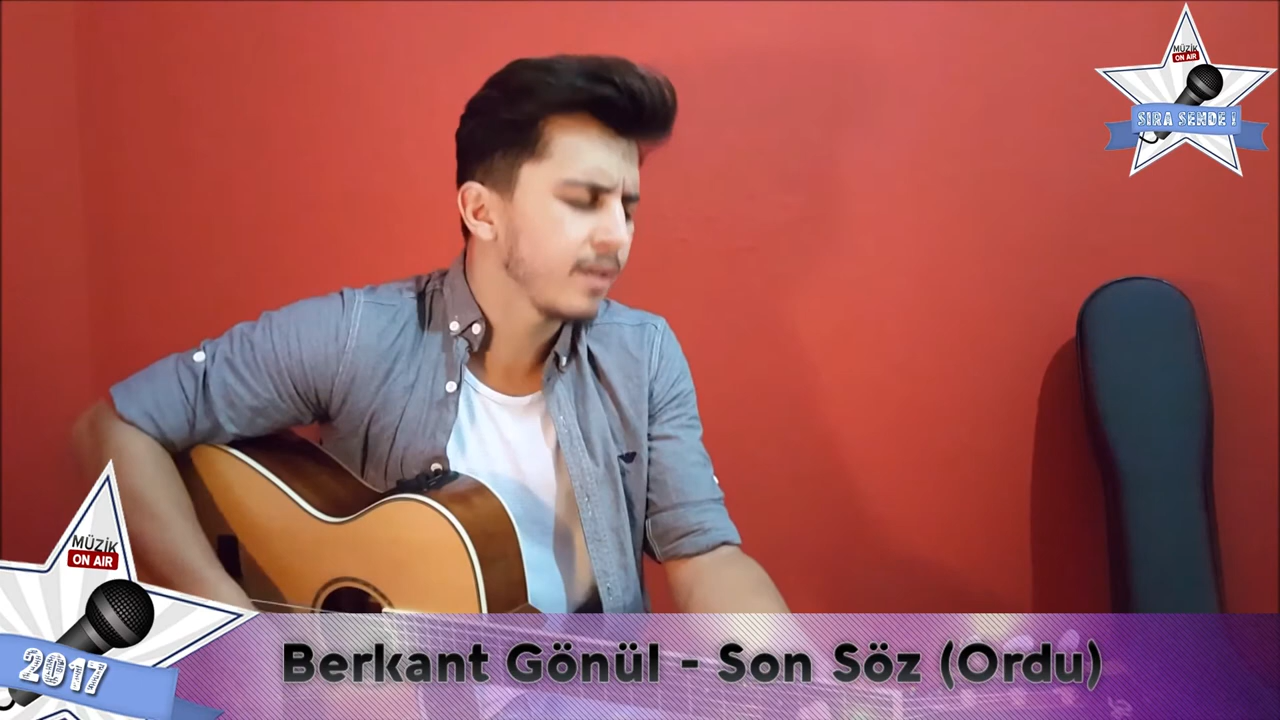 MÜZİK
ON AIR
SIRA SENDE !
MÜZİK
ON AIR
2017
Berkant Gönül - Son Söz (Ordu)